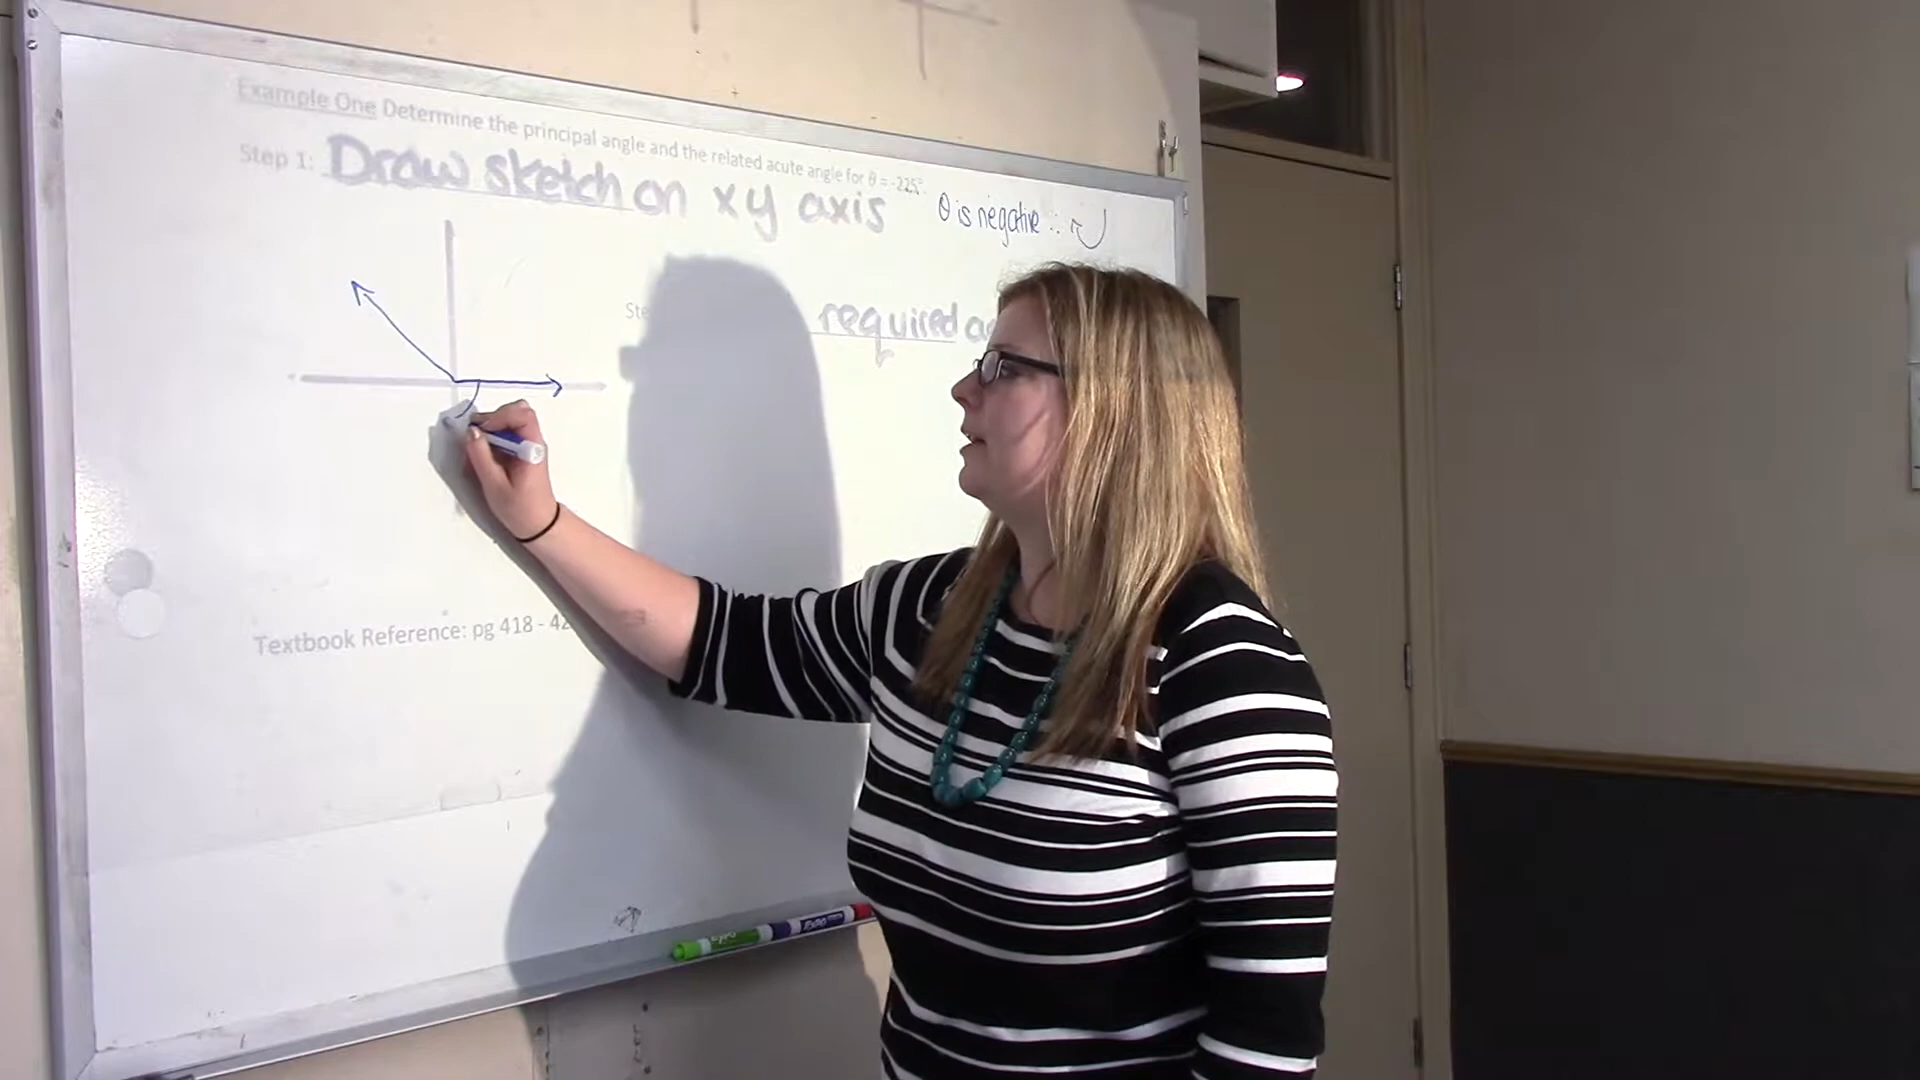 Example One Determine the principal angle and the related acute angle for θ = -225°.
Step 1: Draw sketch on xy axis
θ is negative ∴
required
Textbook Reference: pg 418 -
EXPO